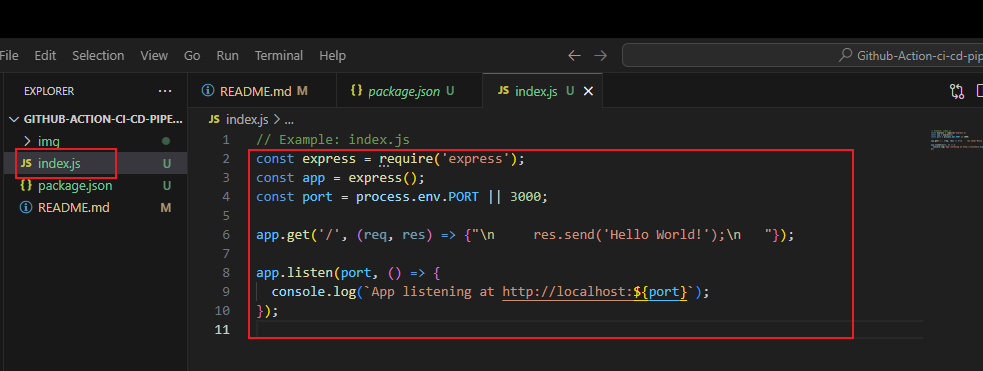 File Edit Selection View Go Run Terminal Help ← → Github-Action-ci-cd-pip
EXPLORER ...
README.md M
package.json U
JS index.js U ×
GITHUB-ACTION-CI-CD-PIPE...
img
JS index.js U
package.json U
README.md M
JS index.js > ...
1 // Example: index.js
2 const express = require('express');
3 const app = express();
4 const port = process.env.PORT || 3000;
5
6 app.get('/', (req, res) => {"\n     res.send('Hello World!');\n   "});
7
8 app.listen(port, () => {
9   console.log(`App listening at http://localhost:${port}`);
10 });
11